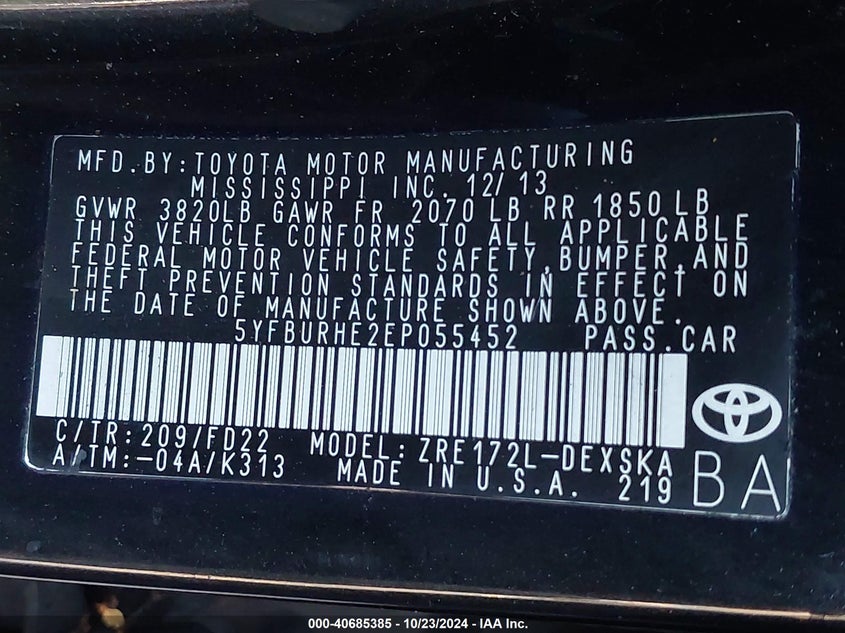 MFD.BY:TOYOTA MOTOR MANUFACTURING
MISSISSIPPI INC. 12/13
GVWR 3820LB GAWR FR 2070 LB RR 1850 LB
THIS VEHICLE CONFORMS TO ALL APPLICABLE
FEDERAL MOTOR VEHICLE SAFETY,BUMPER,AND
THEFT PREVENTION STANDARDS IN EFFECT ON
THE DATE OF MANUFACTURE SHOWN ABOVE.
5YFBURHE2EP055452 PASS.CAR
C/TR:209/FD22 MODEL:ZRE172L-DEXSKA
A/TM:-04A/K313 MADE IN U.S.A. 219
BA
000-40685385 - 10/23/2024 - IAA Inc.